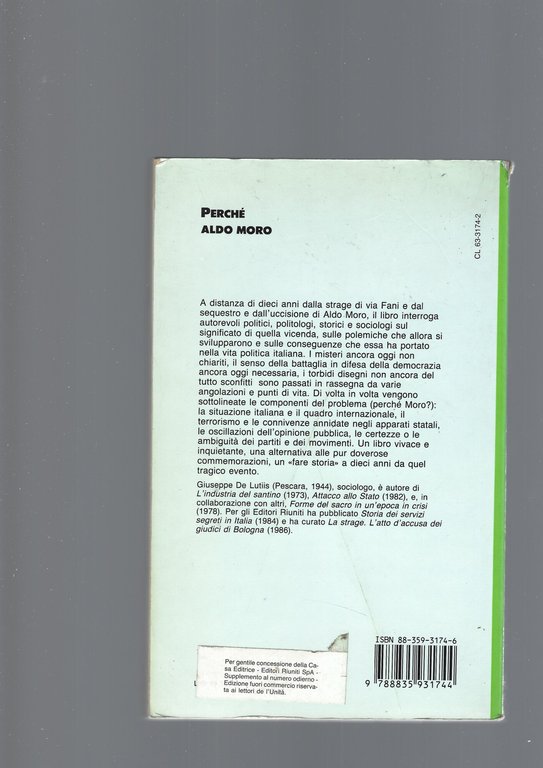 PERCHÉ
ALDO MORO
CL 63-3174-2
A distanza di dieci anni dalla strage di via Fani e dal
sequestro e dall'uccisione di Aldo Moro, il libro interroga
autorevoli politici, politologi, storici e sociologi sul
significato di quella vicenda, sulle polemiche che allora si
svilupparono e sulle conseguenze che essa ha portato
nella vita politica italiana. I misteri ancora oggi non
chiariti, il senso della battaglia in difesa della democrazia
ancora oggi necessaria, i torbidi disegni non ancora del
tutto sconfitti sono passati in rassegna da varie
angolazioni e punti di vita. Di volta in volta vengono
sottolineate le componenti del problema (perché Moro?):
la situazione italiana e il quadro internazionale, il
terrorismo e le connivenze annidate negli apparati statali,
le oscillazioni dell'opinione pubblica, le certezze o le
ambiguità dei partiti e dei movimenti. Un libro vivace e
inquietante, una alternativa alle pur doverose
commemorazioni, un «fare storia» a dieci anni da quel
tragico evento.
Giuseppe De Lutiis (Pescara, 1944), sociologo, è autore di
L'industria del santino (1973), Attacco allo Stato (1982), e, in
collaborazione con altri, Forme del sacro in un'epoca in crisi
(1978). Per gli Editori Riuniti ha pubblicato Storia dei servizi
segreti in Italia (1984) e ha curato La strage. L'atto d'accusa dei
giudici di Bologna (1986).
Per gentile concessione della Ca-
sa Editrice - Editori Riuniti SpA -
Supplemento al numero odierno -
Edizione fuori commercio riserva-
ta ai lettori de l'Unità.
L
ISBN 88-359-3174-6
9 788835 931744